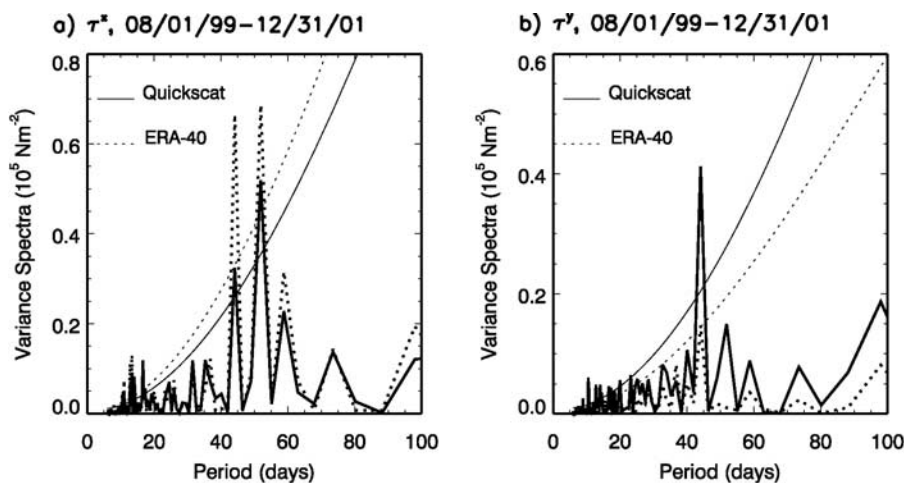 a) τˣ, 08/01/99-12/31/01
0.8
0.6
0.4
0.2
0.0
Variance Spectra (10⁵ Nm⁻²)
Quickscat
ERA-40
0 20 40 60 80 100
Period (days)
b) τʸ, 08/01/99-12/31/01
0.6
0.4
0.2
0.0
Variance Spectra (10⁵ Nm⁻²)
Quickscat
ERA-40
0 20 40 60 80 100
Period (days)